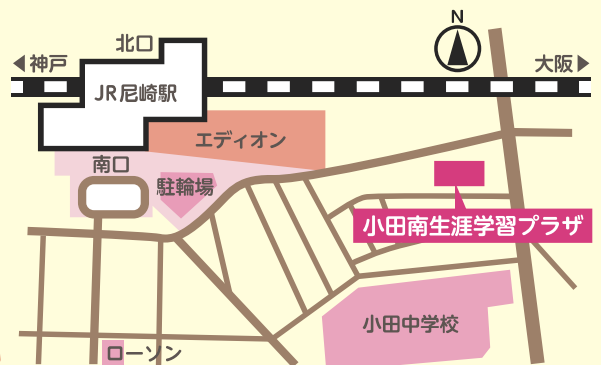 N
北口
◀神戸
大阪▶
JR尼崎駅
エディオン
南口
駐輪場
小田南生涯学習プラザ
小田中学校
ローソン